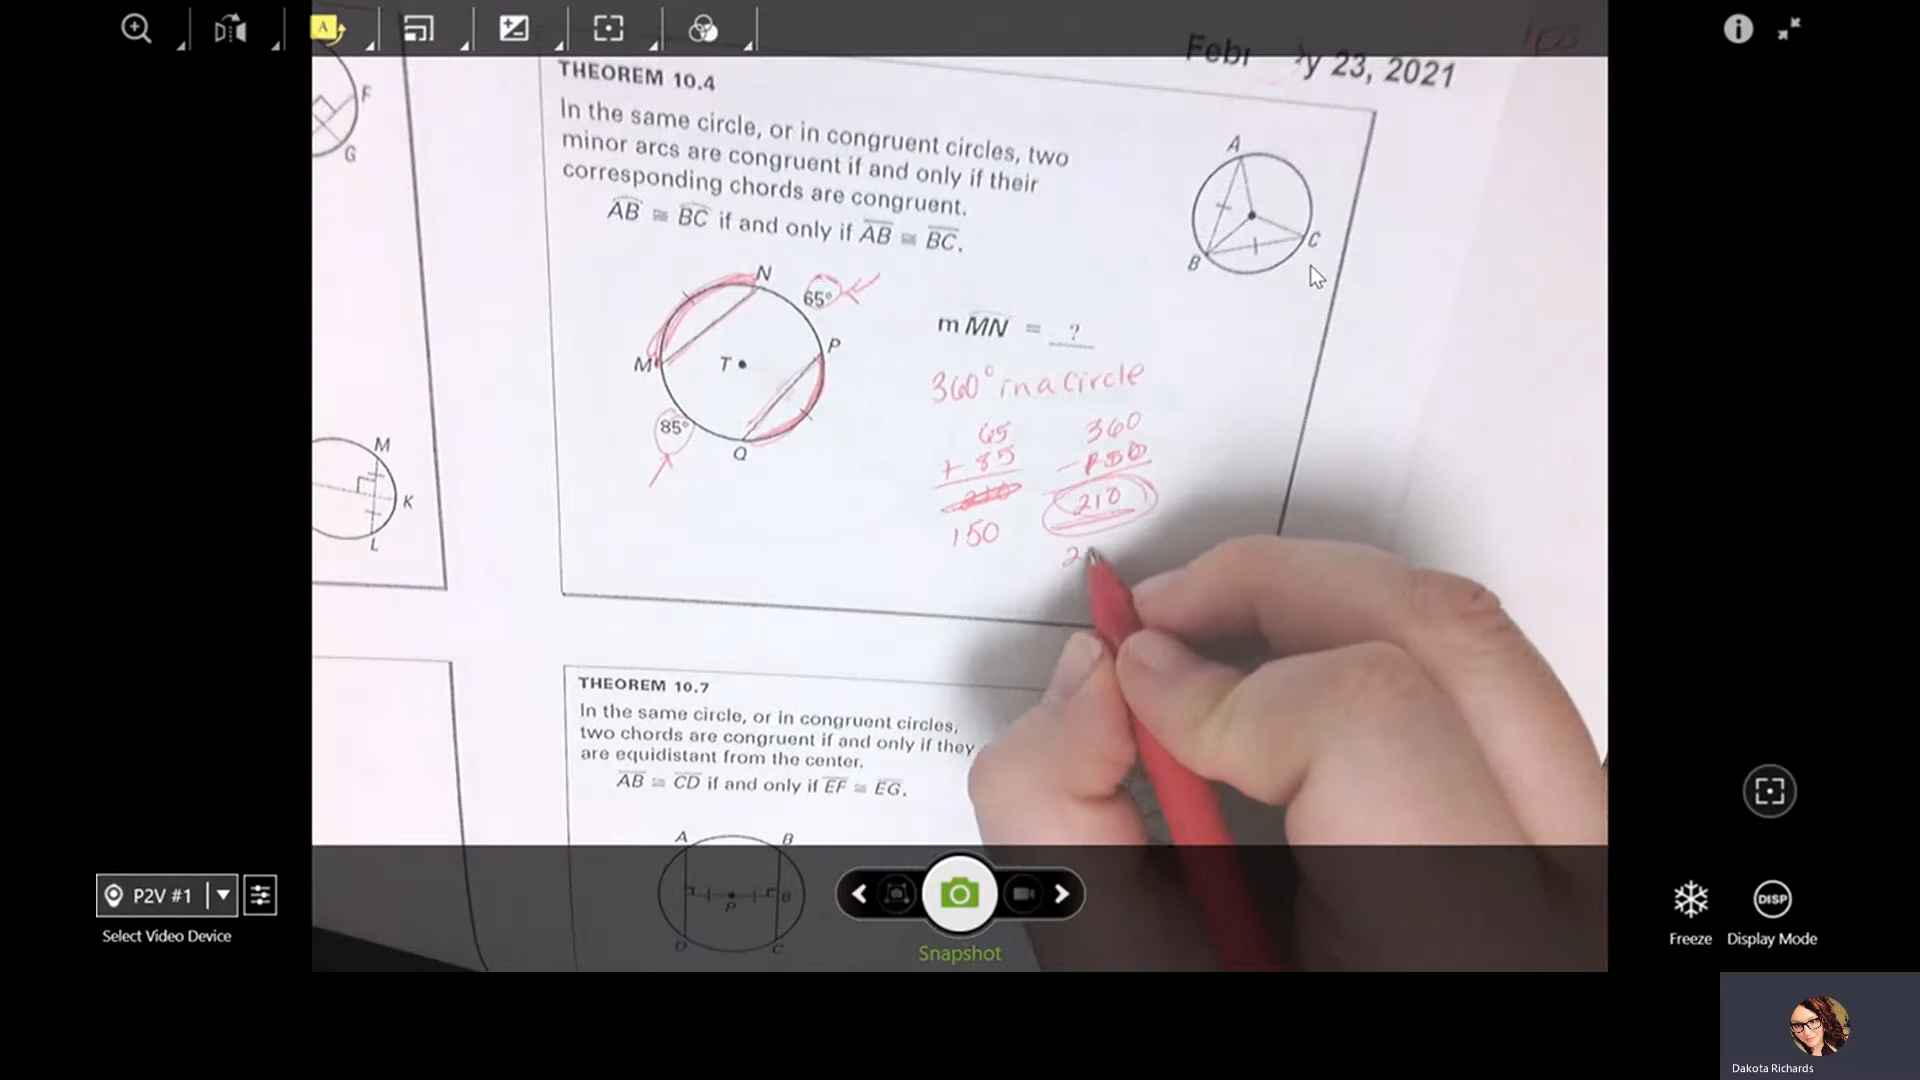 Feb y 23, 2021
F
G
M
K
L
THEOREM 10.4
In the same circle, or in congruent circles, two
minor arcs are congruent if and only if their
corresponding chords are congruent.
AB ≅ BC if and only if AB ≅ BC.
A
B
C
N
65°
P
M
T
85°
Q
m MN = ?
360° in a circle
65
+ 85
210
150
360
- 150
210
2
THEOREM 10.7
In the same circle, or in congruent circles,
two chords are congruent if and only if they
are equidistant from the center.
AB ≅ CD if and only if EF ≅ EG.
A
B
P
D
C
P2V #1
Select Video Device
Snapshot
Freeze
DISP
Display Mode
Dakota Richards